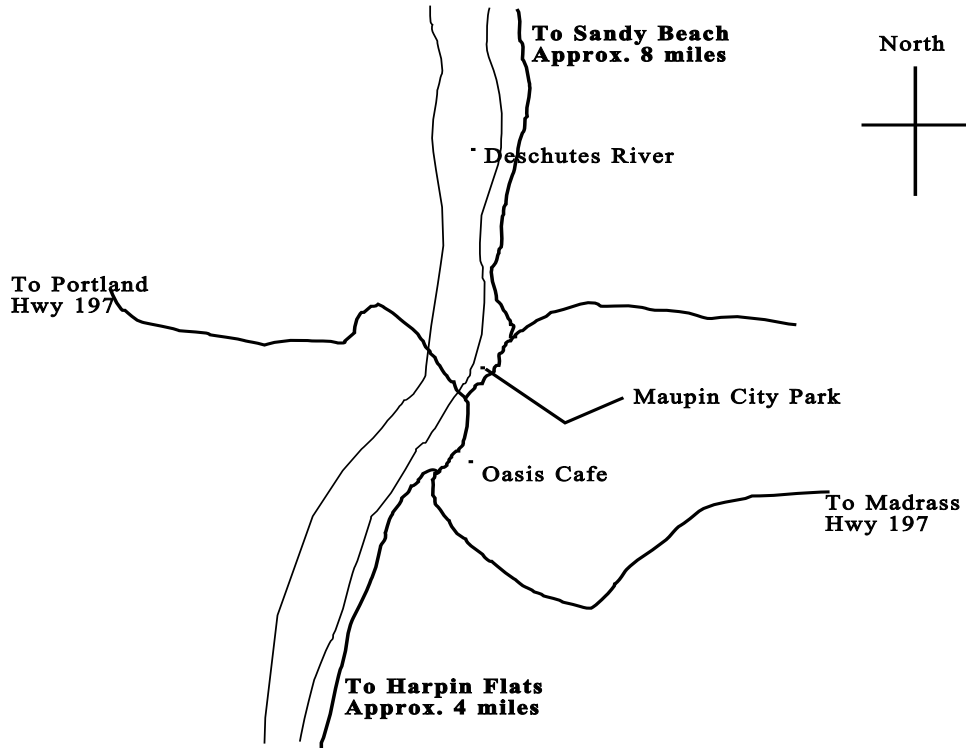 To Sandy Beach
Approx. 8 miles
North
Deschutes River
To Portland
Hwy 197
Maupin City Park
Oasis Cafe
To Madrass
Hwy 197
To Harpin Flats
Approx. 4 miles